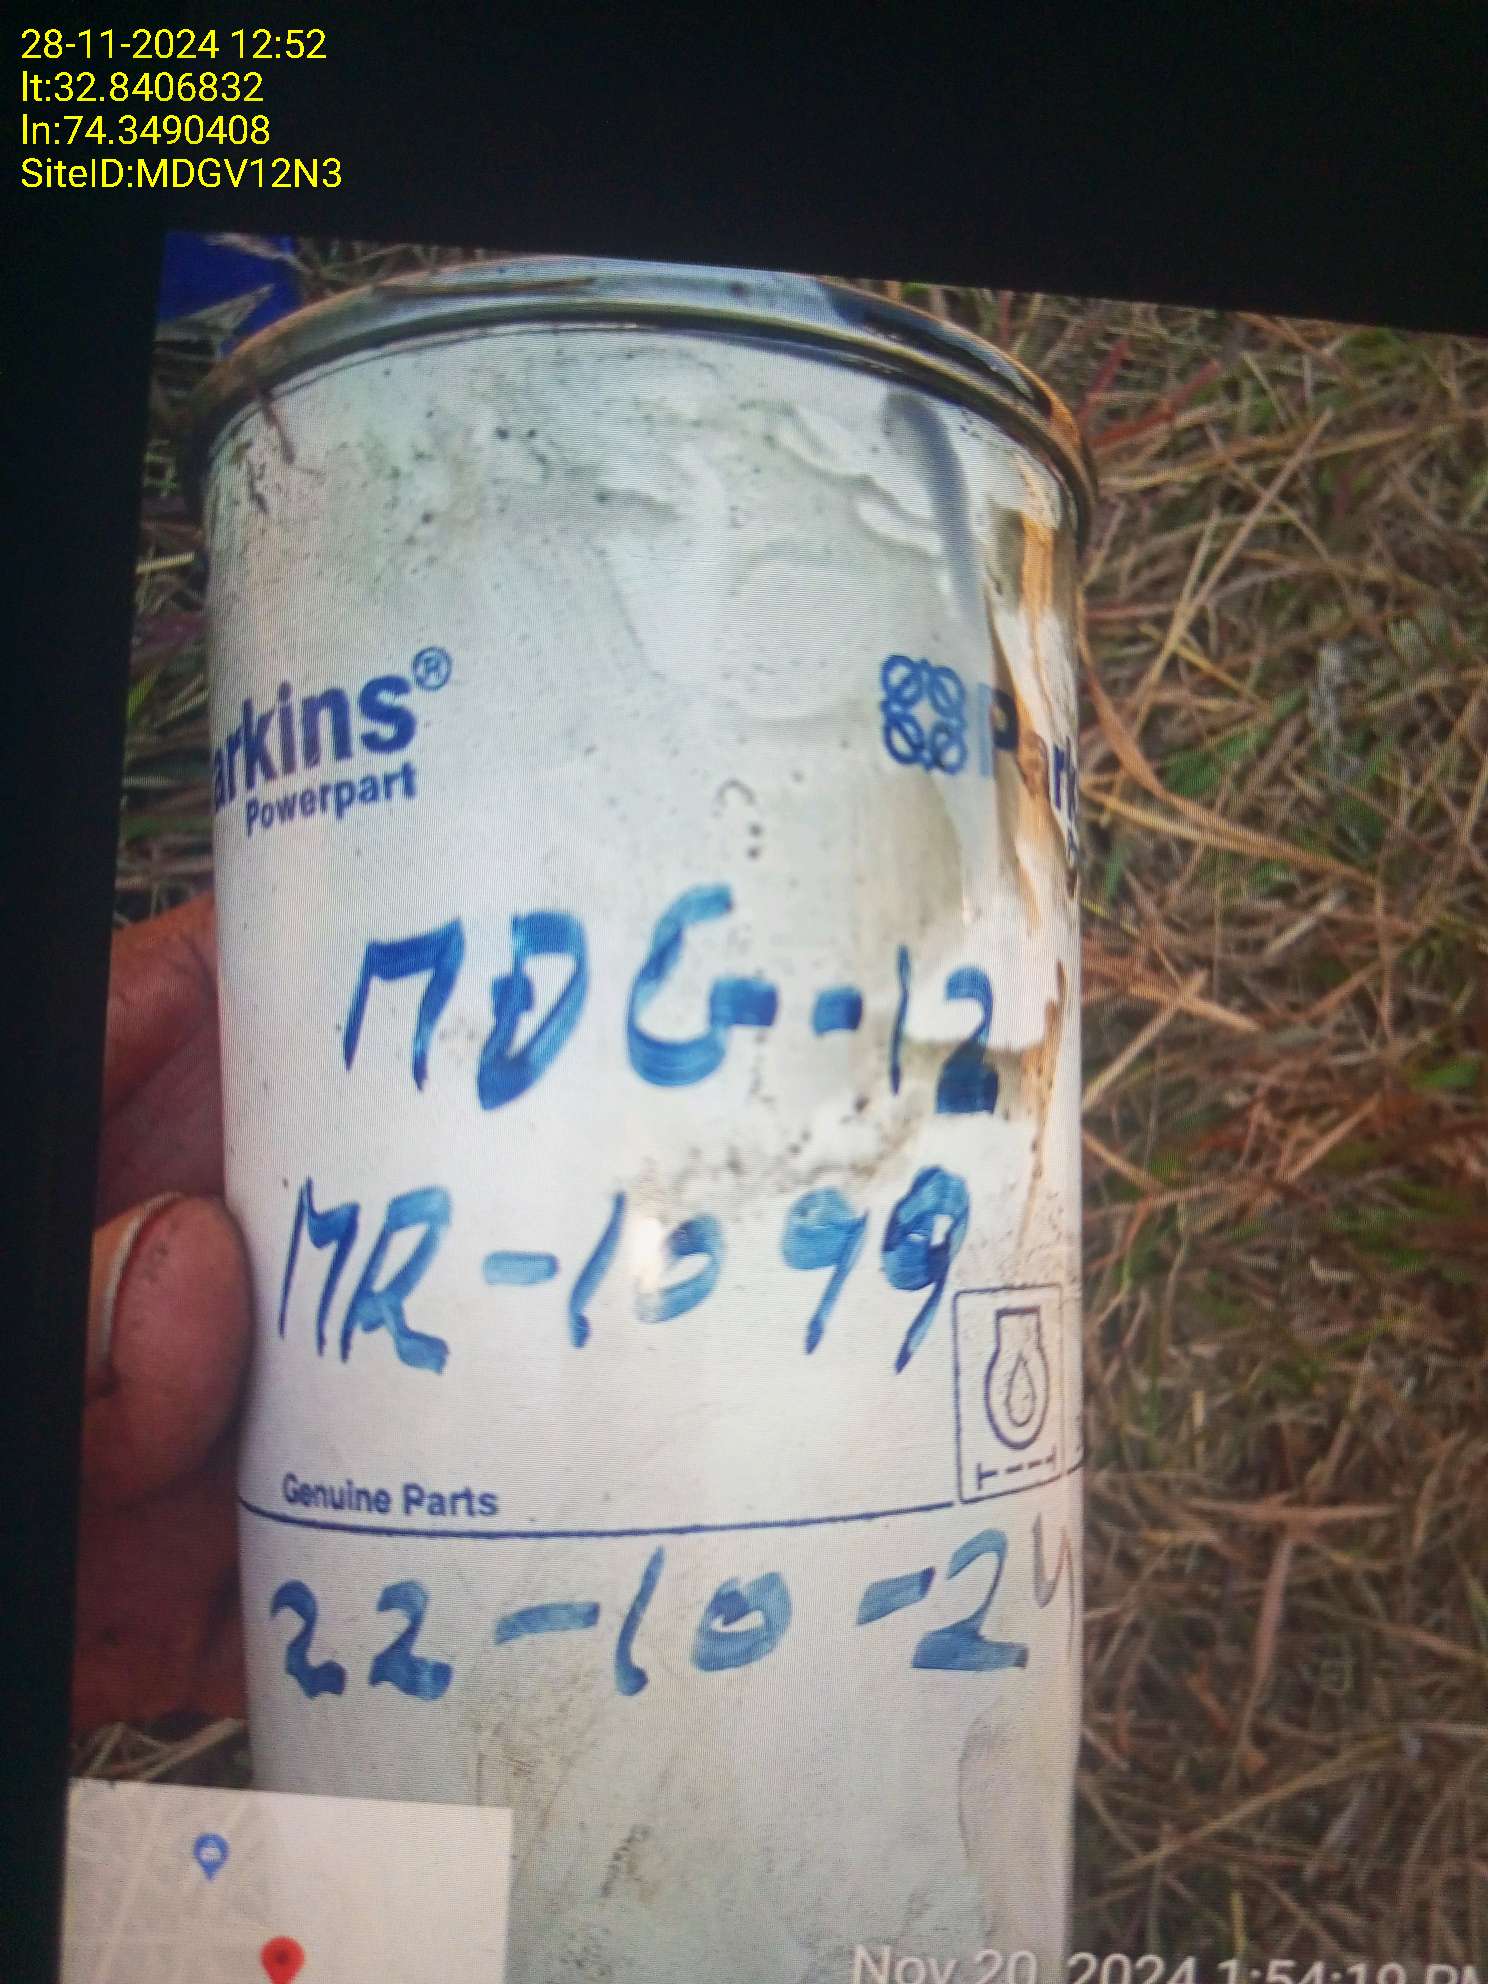 28-11-2024 12:52
lt:32.8406832
ln:74.3490408
SiteID:MDGV12N3
arkins®
Powerpart
MDG-12
MR-1099
Genuine Parts
22-10-24
Nov 20, 2024 1:54:10 PM